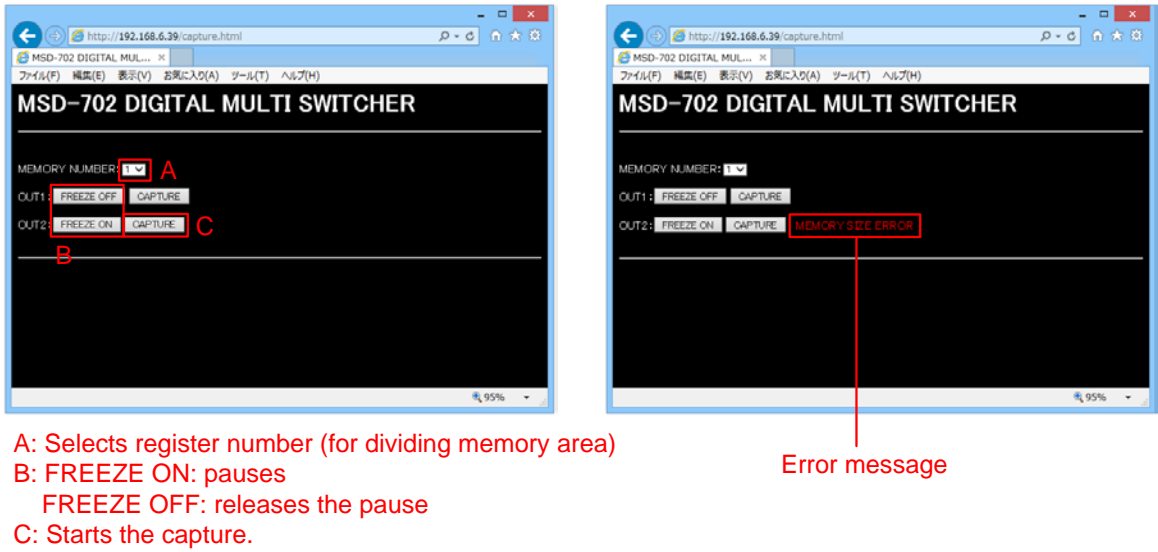 http://192.168.6.39/capture.html
MSD-702 DIGITAL MUL...
ファイル(F) 編集(E) 表示(V) お気に入り(A) ツール(T) ヘルプ(H)
MSD-702 DIGITAL MULTI SWITCHER
MEMORY NUMBER: 1 A
OUT1: FREEZE OFF CAPTURE
OUT2: FREEZE ON CAPTURE C
B
95%
http://192.168.6.39/capture.html
MSD-702 DIGITAL MUL...
ファイル(F) 編集(E) 表示(V) お気に入り(A) ツール(T) ヘルプ(H)
MSD-702 DIGITAL MULTI SWITCHER
MEMORY NUMBER: 1
OUT1: FREEZE OFF CAPTURE
OUT2: FREEZE ON CAPTURE MEMORY SIZE ERROR
95%
A: Selects register number (for dividing memory area)
B: FREEZE ON: pauses
FREEZE OFF: releases the pause
C: Starts the capture.
Error message